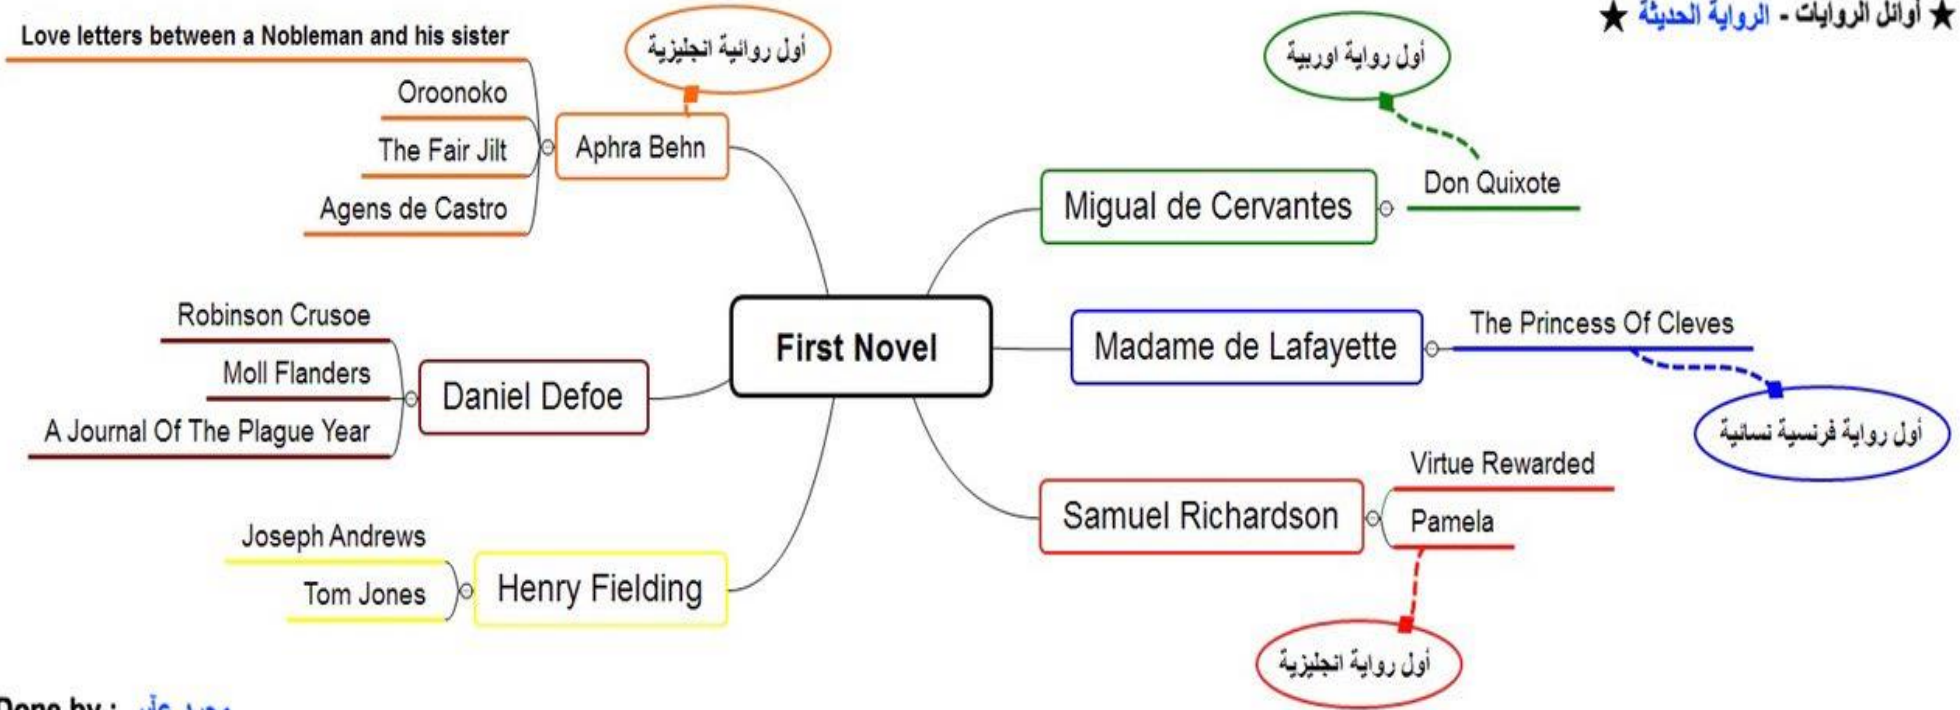 ★ أوائل الروايات - الرواية الحديثة ★
Love letters between a Nobleman and his sister
Oroonoko
The Fair Jilt
Agens de Castro
Aphra Behn
أول روائية انجليزية
أول رواية اوربية
Migual de Cervantes
Don Quixote
First Novel
Robinson Crusoe
Moll Flanders
A Journal Of The Plague Year
Daniel Defoe
Madame de Lafayette
The Princess Of Cleves
أول رواية فرنسية نسائية
Joseph Andrews
Tom Jones
Henry Fielding
Samuel Richardson
Virtue Rewarded
Pamela
أول رواية انجليزية
Done by :